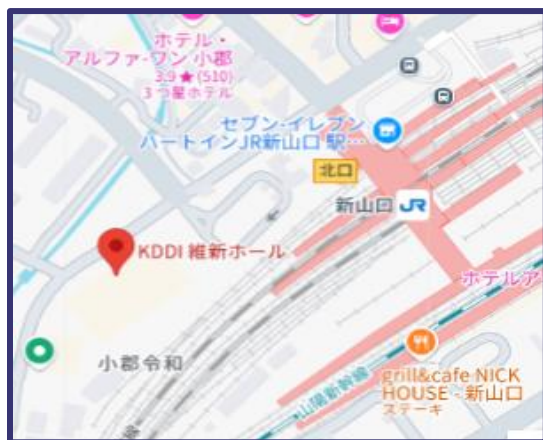 ホテル・
アルファーワン 小郡
3.9★(510)
3つ星ホテル
セブン-イレブン
ハートインJR新山口 駅…
北口
新山口 JR
KDDI 維新ホール
ホテルア
小郡令和
山陽新幹線
grill&cafe NICK
HOUSE - 新山口
ステーキ